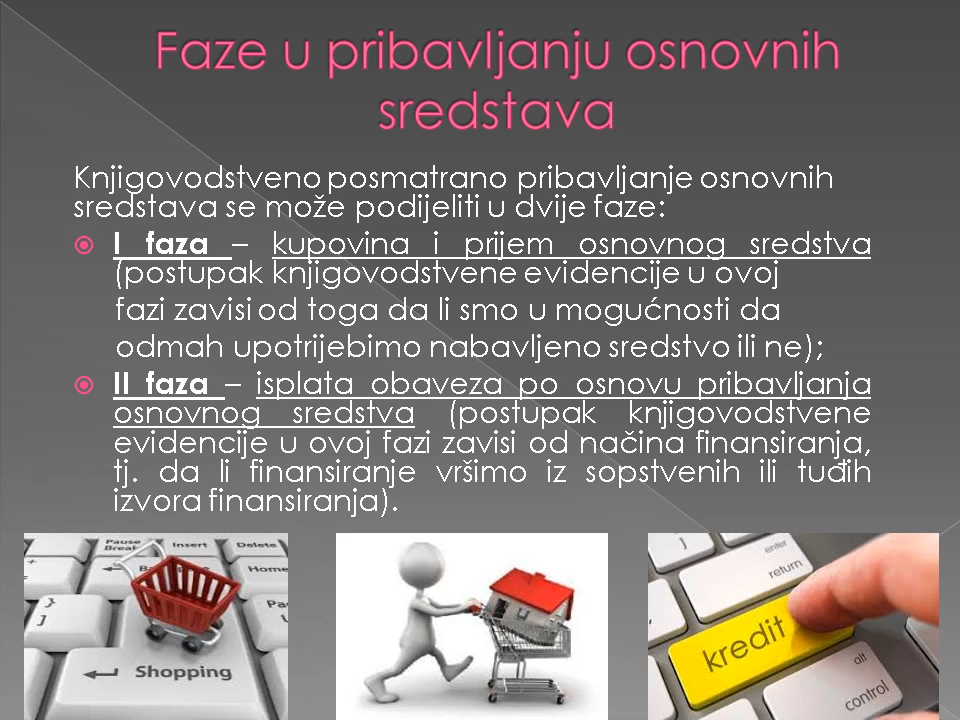 Faze u pribavljanju osnovnih
sredstava
Knjigovodstveno posmatrano pribavljanje osnovnih
sredstava se može podijeliti u dvije faze:
I faza – kupovina i prijem osnovnog sredstva
(postupak knjigovodstvene evidencije u ovoj
fazi zavisi od toga da li smo u mogućnosti da
odmah upotrijebimo nabavljeno sredstvo ili ne);
II faza – isplata obaveza po osnovu pribavljanja
osnovnog sredstva (postupak knjigovodstvene
evidencije u ovoj fazi zavisi od načina finansiranja,
tj. da li finansiranje vršimo iz sopstvenih ili tuđih
izvora finansiranja).
Pause
Break
Insert
Delete
Home
}
]
Shopping
]
enter
return
kredit
alt
control